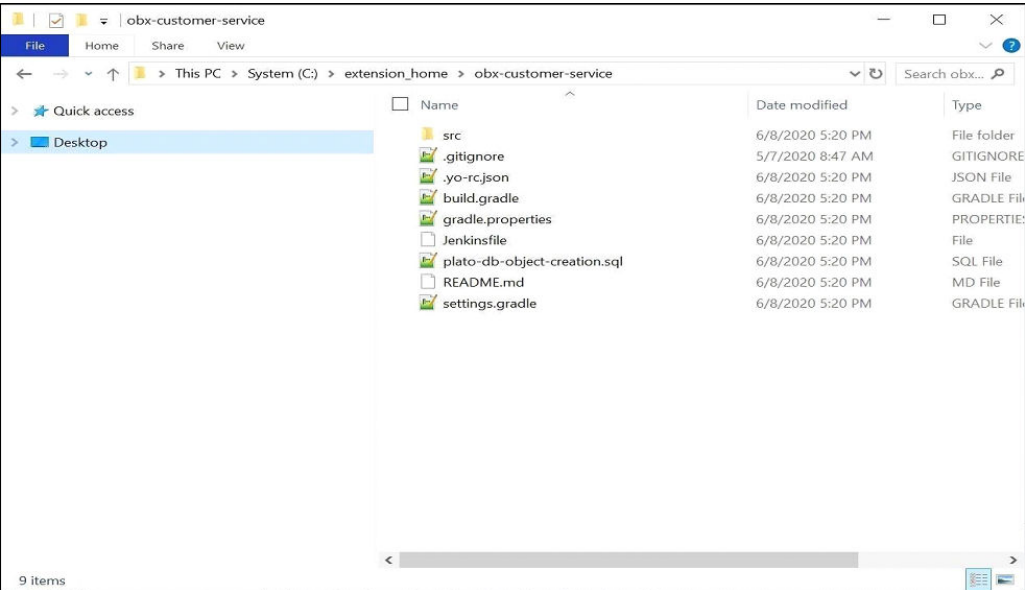 obx-customer-service
File Home Share View
This PC > System (C:) > extension_home > obx-customer-service Search obx...
Quick access
Desktop
Name Date modified Type
src 6/8/2020 5:20 PM File folder
.gitignore 5/7/2020 8:47 AM GITIGNORE
.yo-rc.json 6/8/2020 5:20 PM JSON File
build.gradle 6/8/2020 5:20 PM GRADLE Fil
gradle.properties 6/8/2020 5:20 PM PROPERTIES
Jenkinsfile 6/8/2020 5:20 PM File
plato-db-object-creation.sql 6/8/2020 5:20 PM SQL File
README.md 6/8/2020 5:20 PM MD File
settings.gradle 6/8/2020 5:20 PM GRADLE Fil
9 items